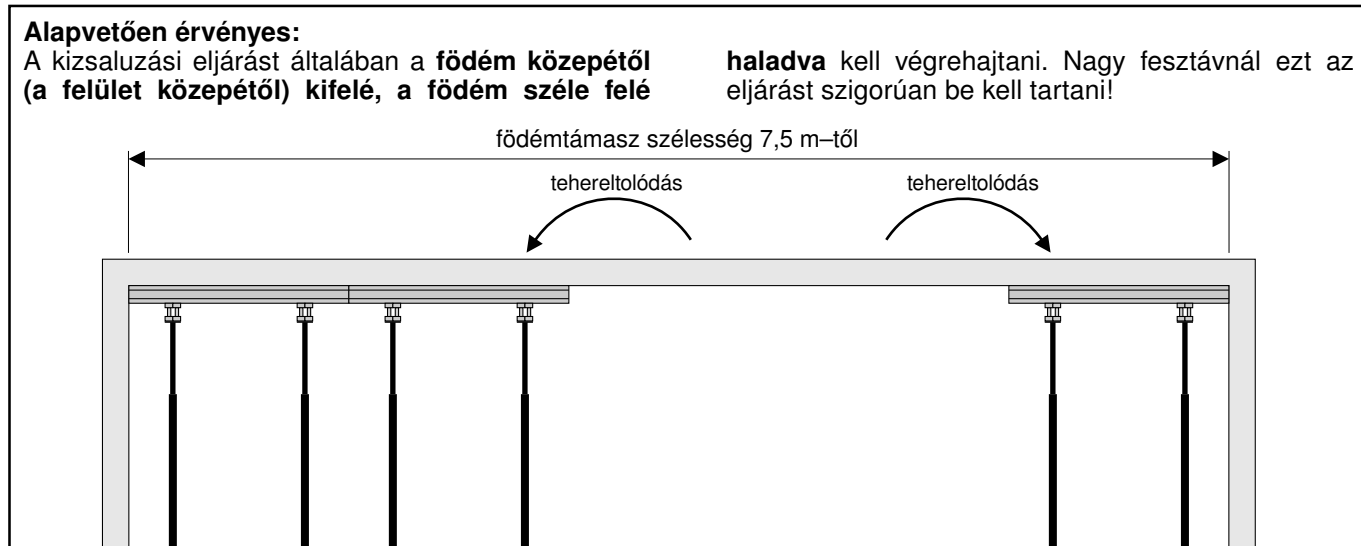 Alapvetően érvényes:
A kizsaluzási eljárást általában a födém közepétől
(a felület közepétől) kifelé, a födém széle felé
haladva kell végrehajtani. Nagy fesztávnál ezt az
eljárást szigorúan be kell tartani!
födémtámasz szélesség 7,5 m–től
tehereltolódás
tehereltolódás